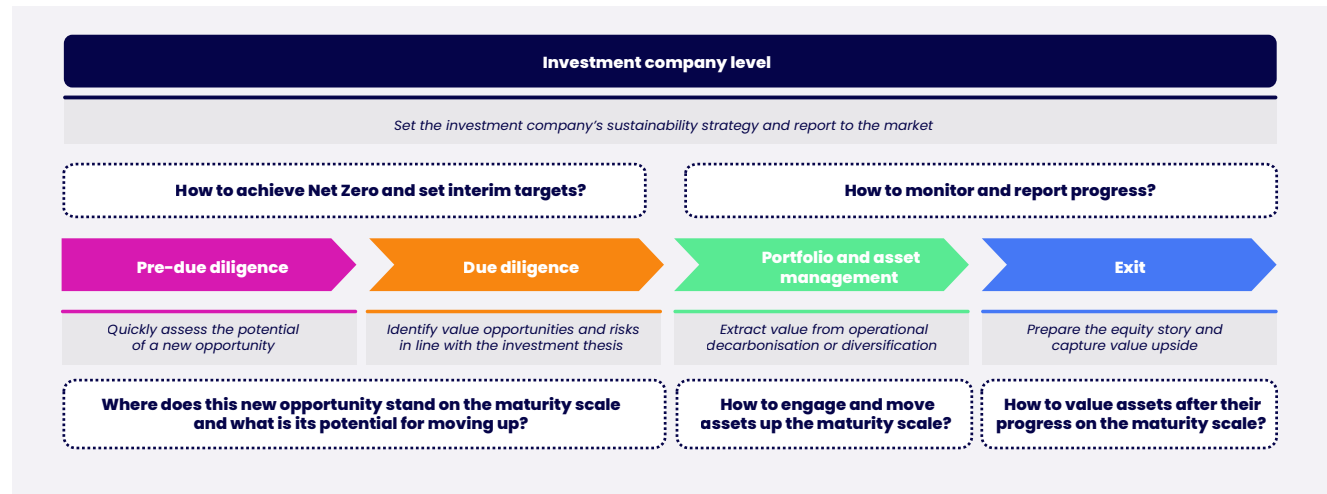 Investment company level
Set the investment company’s sustainability strategy and report to the market
How to achieve Net Zero and set interim targets?
How to monitor and report progress?
Pre-due diligence
Due diligence
Portfolio and asset
management
Exit
Quickly assess the potential
of a new opportunity
Identify value opportunities and risks
in line with the investment thesis
Extract value from operational
decarbonisation or diversification
Prepare the equity story and
capture value upside
Where does this new opportunity stand on the maturity scale
and what is its potential for moving up?
How to engage and move
assets up the maturity scale?
How to value assets after their
progress on the maturity scale?